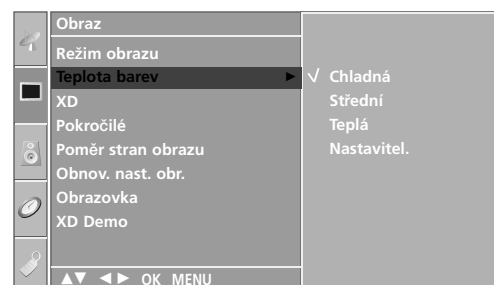 Obraz
Režim obrazu
Teplota barev ► √ Chladná
XD Střední
Pokročilé Teplá
Poměr stran obrazu Nastavitel.
Obnov. nast. obr.
Obrazovka
XD Demo
▲▼ ◄► OK MENU